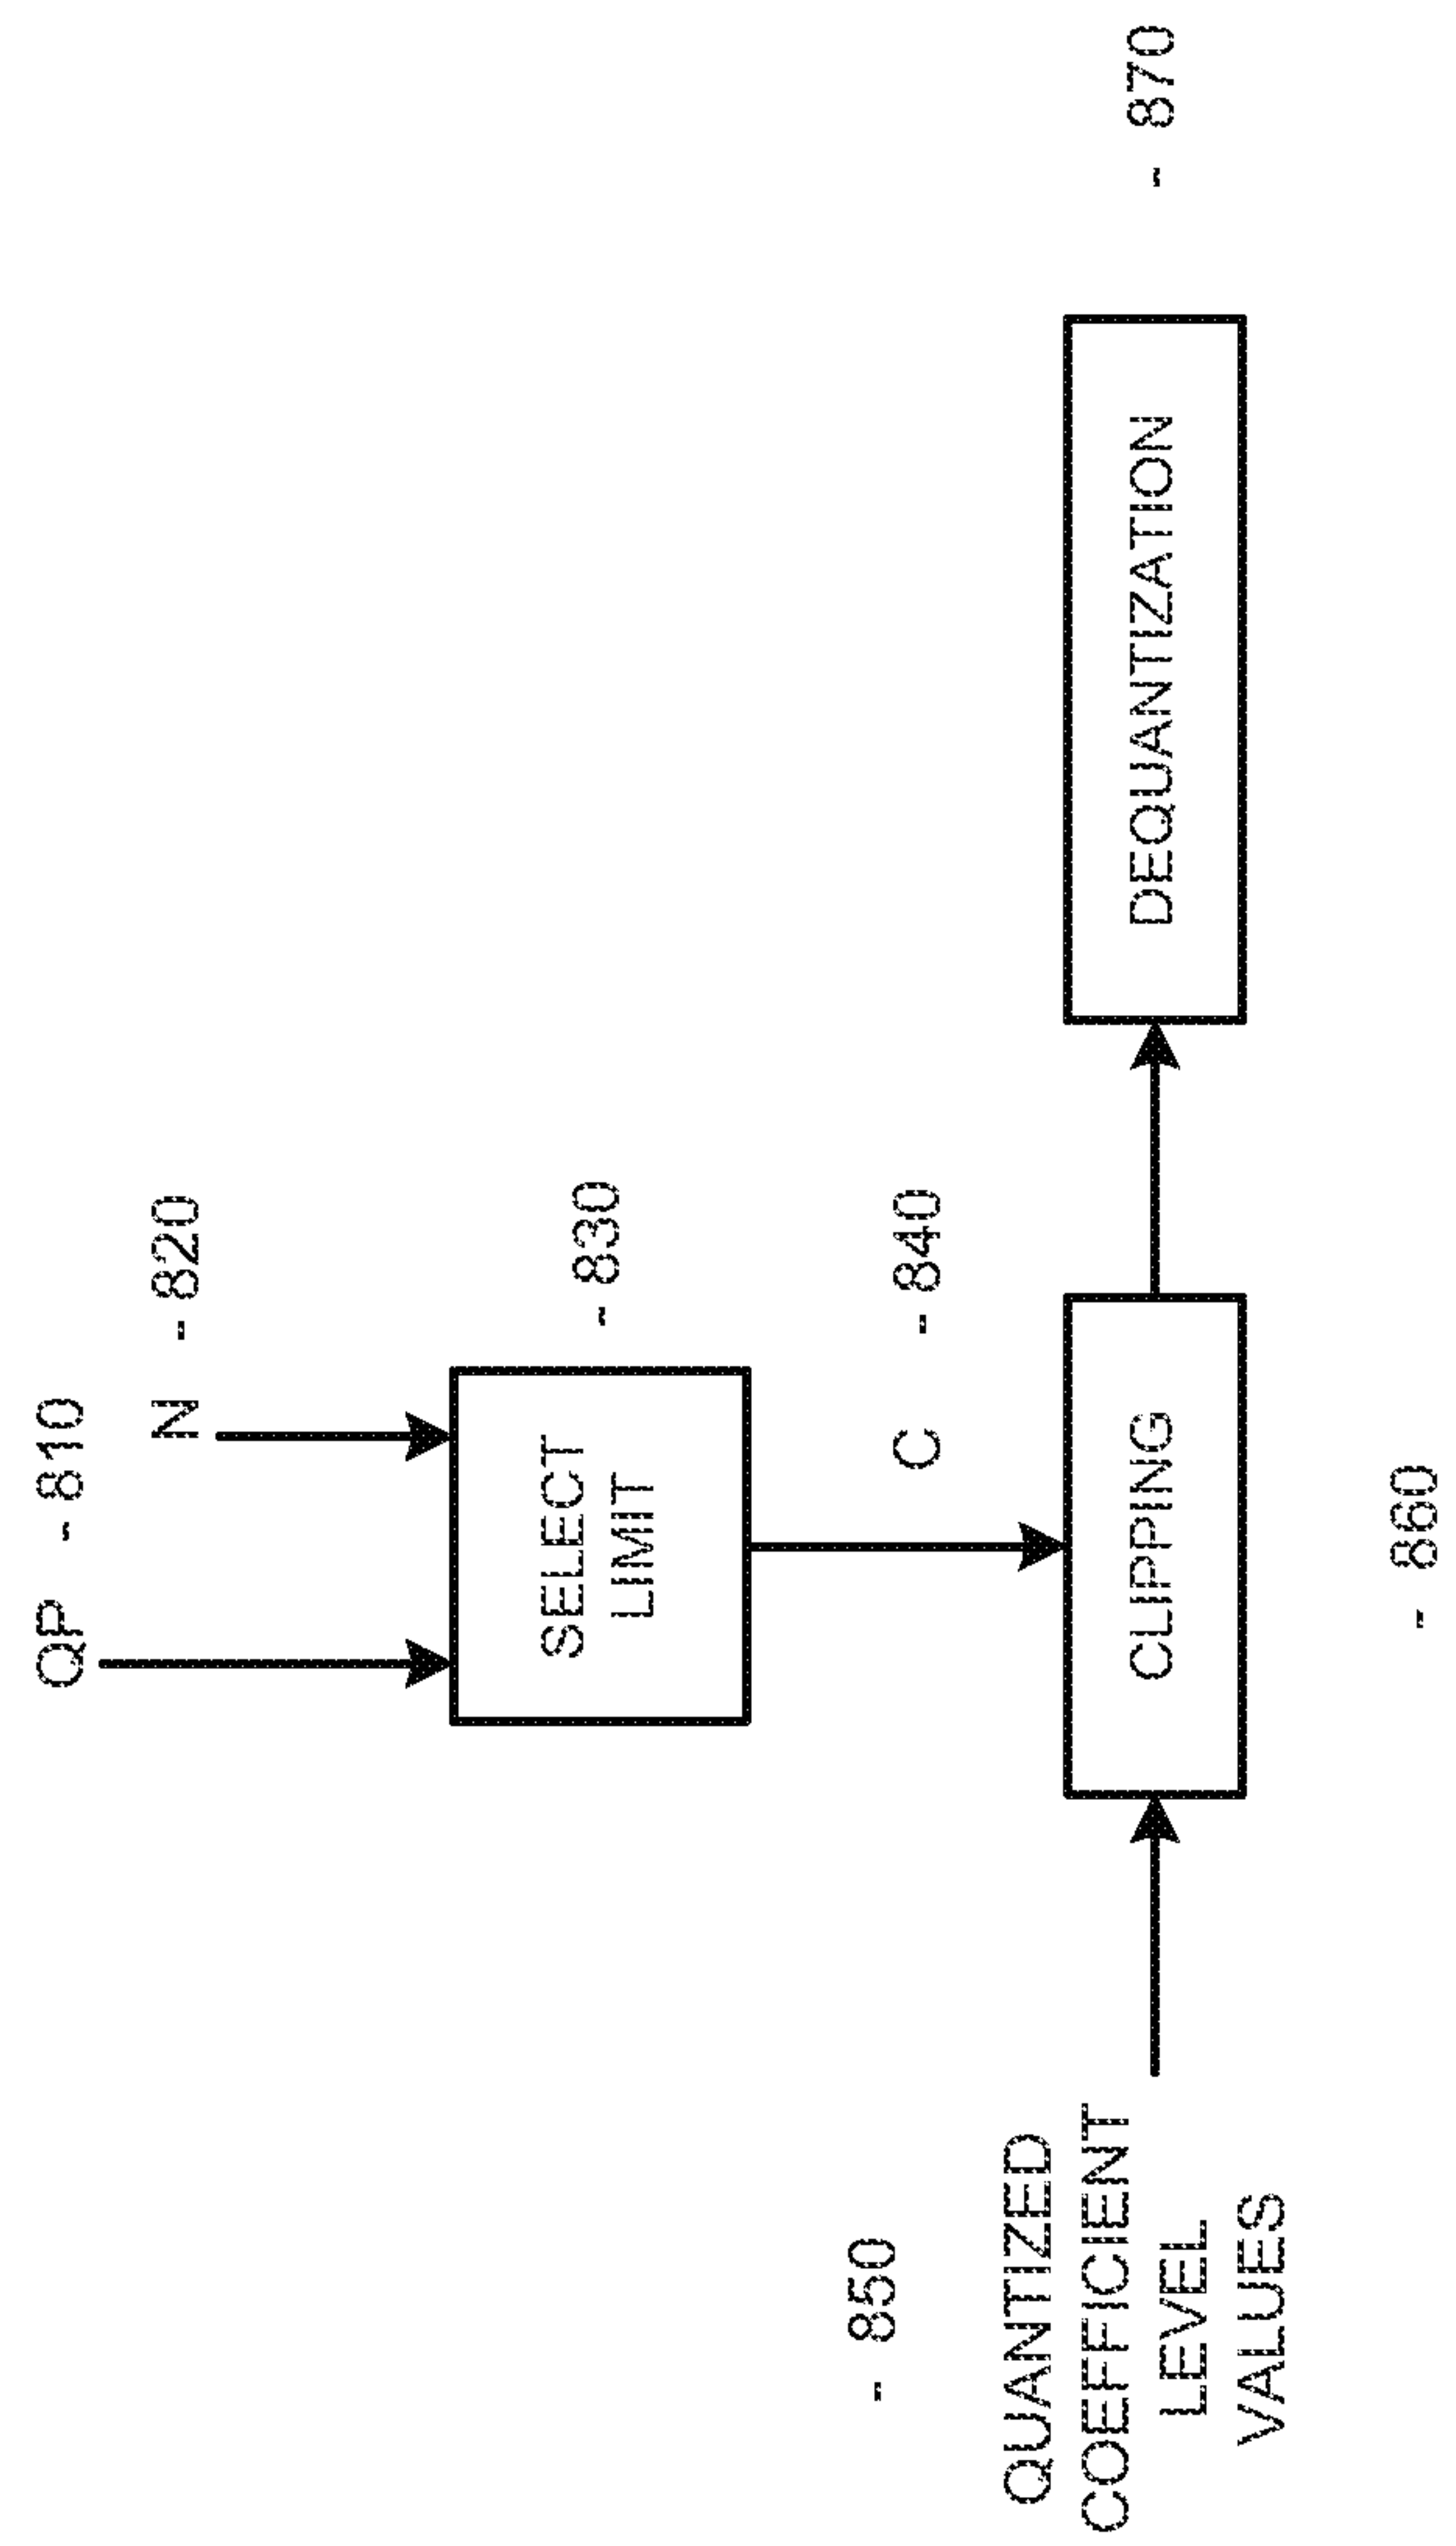 QP - 810
N - 820
SELECT
LIMIT
- 830
C - 840
- 850
QUANTIZED
COEFFICIENT
LEVEL
VALUES
CLIPPING
- 860
DEQUANTIZATION
- 870